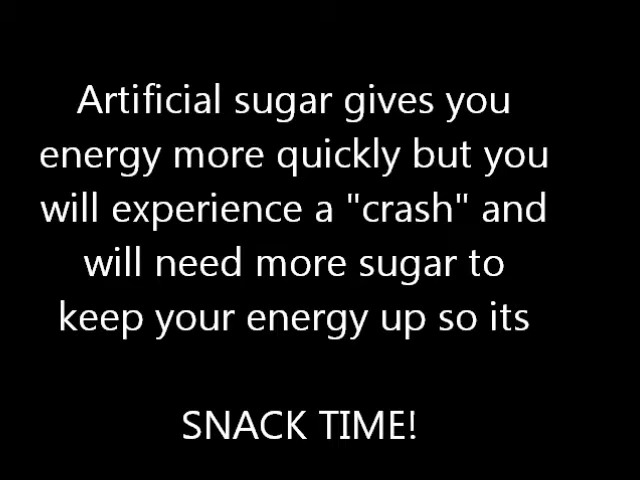 Artificial sugar gives you
energy more quickly but you
will experience a "crash" and
will need more sugar to
keep your energy up so its
SNACK TIME!